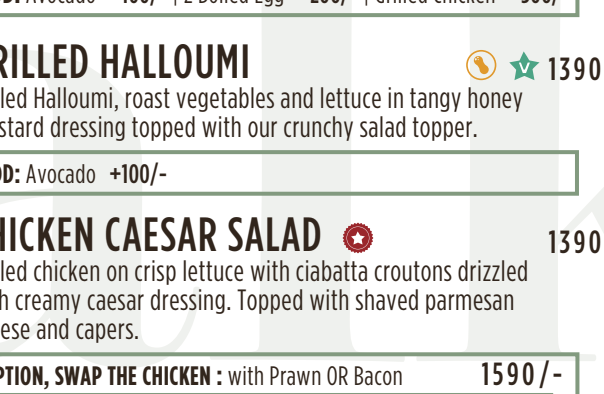 D: Avocado +100/- | 2 Boiled Egg +200/- | Grilled Chicken +300/-
RILLED HALLOUMI V 1390
led Halloumi, roast vegetables and lettuce in tangy honey
stard dressing topped with our crunchy salad topper.
DD: Avocado +100/-
HICKEN CAESAR SALAD 1390
led chicken on crisp lettuce with ciabatta croutons drizzled
h creamy caesar dressing. Topped with shaved parmesan
ese and capers.
PTION, SWAP THE CHICKEN : with Prawn OR Bacon 1590/-